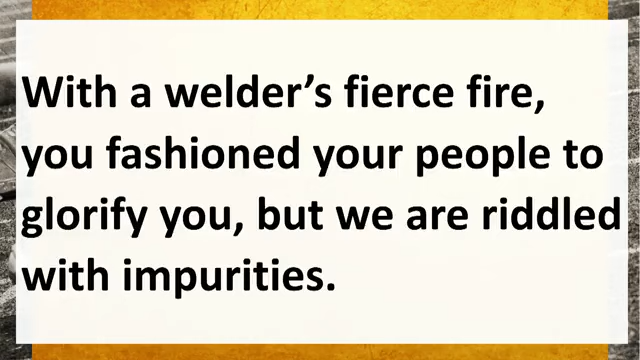 With a welder’s fierce fire,
you fashioned your people to
glorify you, but we are riddled
with impurities.